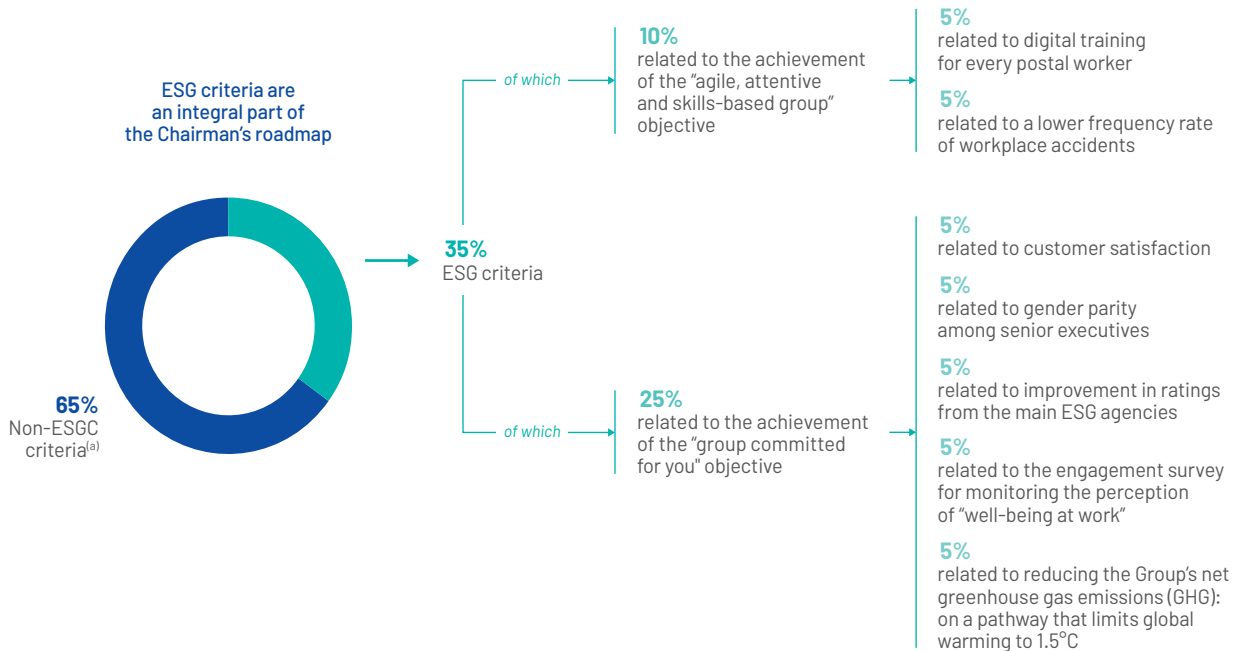 ESG criteria are
an integral part of
the Chairman's roadmap
65%
Non-ESGC
criteria(a)
35%
ESG criteria
of which
10%
related to the achievement
of the "agile, attentive
and skills-based group"
objective
5%
related to digital training
for every postal worker
5%
related to a lower frequency rate
of workplace accidents
of which
25%
related to the achievement
of the "group committed
for you" objective
5%
related to customer satisfaction
5%
related to gender parity
among senior executives
5%
related to improvement in ratings
from the main ESG agencies
5%
related to the engagement survey
for monitoring the perception
of "well-being at work"
5%
related to reducing the Group's net
greenhouse gas emissions (GHG):
on a pathway that limits global
warming to 1.5°C